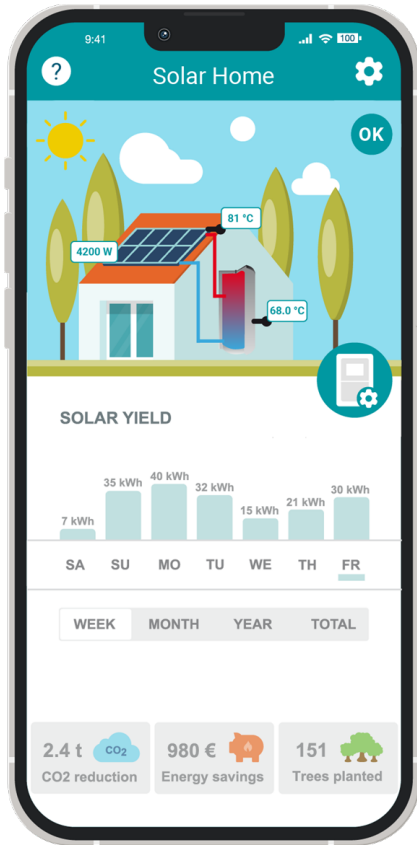 9:41
100
?
Solar Home
OK
81 °C
4200 W
68.0 °C
SOLAR YIELD
7 kWh 35 kWh 40 kWh 32 kWh 15 kWh 21 kWh 30 kWh
SA SU MO TU WE TH FR
WEEK MONTH YEAR TOTAL
2.4 t CO2 980 € 151
CO2 reduction Energy savings Trees planted